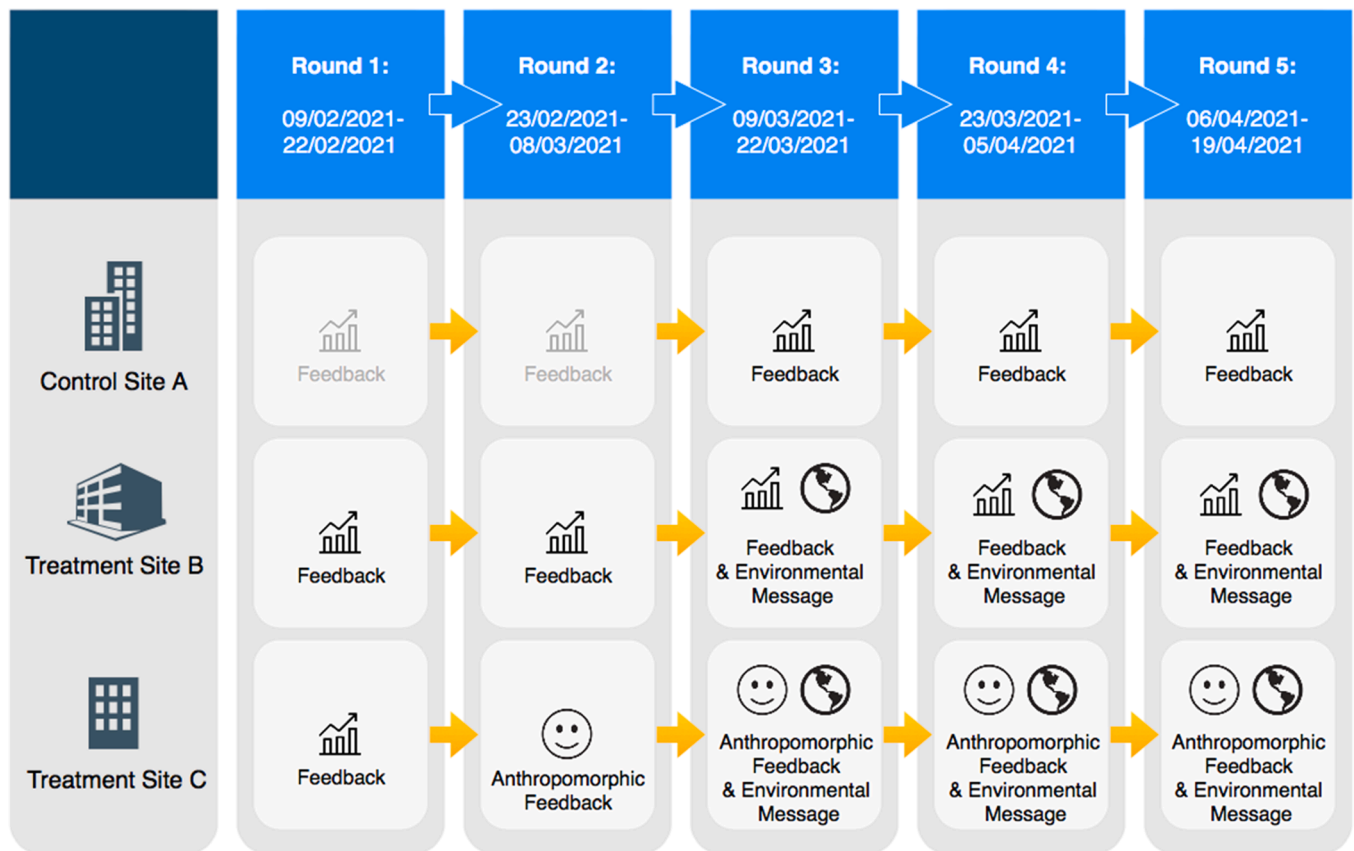 Round 1:
09/02/2021-
22/02/2021
Round 2:
23/02/2021-
08/03/2021
Round 3:
09/03/2021-
22/03/2021
Round 4:
23/03/2021-
05/04/2021
Round 5:
06/04/2021-
19/04/2021
Control Site A
Feedback
Feedback
Feedback
Feedback
Feedback
Treatment Site B
Feedback
Feedback
Feedback
& Environmental
Message
Feedback
& Environmental
Message
Feedback
& Environmental
Message
Treatment Site C
Feedback
Anthropomorphic
Feedback
Anthropomorphic
Feedback
& Environmental
Message
Anthropomorphic
Feedback
& Environmental
Message
Anthropomorphic
Feedback
& Environmental
Message